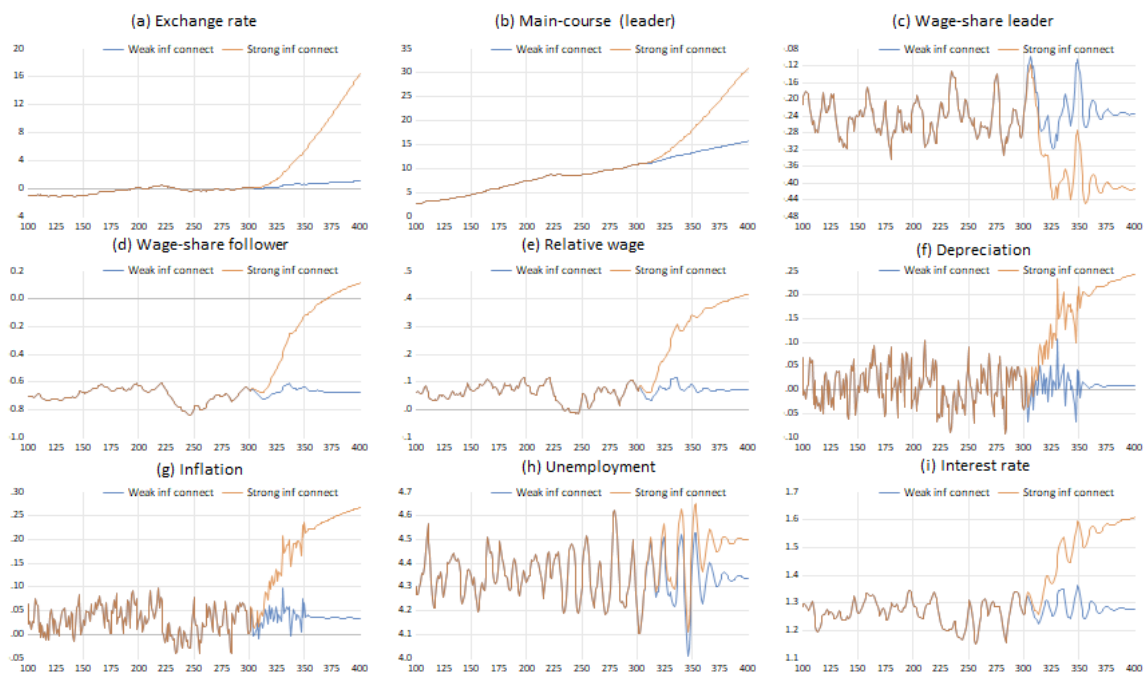 (a) Exchange rate
Weak inf connect Strong inf connect
20
16
12
8
4
0
4
100 125 150 175 200 225 250 275 300 325 350 375 400
(b) Main-course (leader)
Weak inf connect Strong inf connect
35
30
25
20
15
10
5
0
100 125 150 175 200 225 250 275 300 325 350 375 400
(c) Wage-share leader
Weak inf connect Strong inf connect
-.08
-.12
-.16
-.20
-.24
-.28
-.32
-.36
-.40
-.44
-.48
100 125 150 175 200 225 250 275 300 325 350 375 400
(d) Wage-share follower
Weak inf connect Strong inf connect
0.2
0.0
0.2
0.4
0.6
0.8
1.0
100 125 150 175 200 225 250 275 300 325 350 375 400
(e) Relative wage
Weak inf connect Strong inf connect
.5
.4
.3
.2
.1
.0
.1
100 125 150 175 200 225 250 275 300 325 350 375 400
(f) Depreciation
Weak inf connect Strong inf connect
.25
.20
.15
.10
.05
.00
.05
.10
100 125 150 175 200 225 250 275 300 325 350 375 400
(g) Inflation
Weak inf connect Strong inf connect
.30
.25
.20
.15
.10
.05
.00
.05
100 125 150 175 200 225 250 275 300 325 350 375 400
(h) Unemployment
Weak inf connect Strong inf connect
4.7
4.6
4.5
4.4
4.3
4.2
4.1
4.0
100 125 150 175 200 225 250 275 300 325 350 375 400
(i) Interest rate
Weak inf connect Strong inf connect
1.7
1.6
1.5
1.4
1.3
1.2
1.1
100 125 150 175 200 225 250 275 300 325 350 375 400